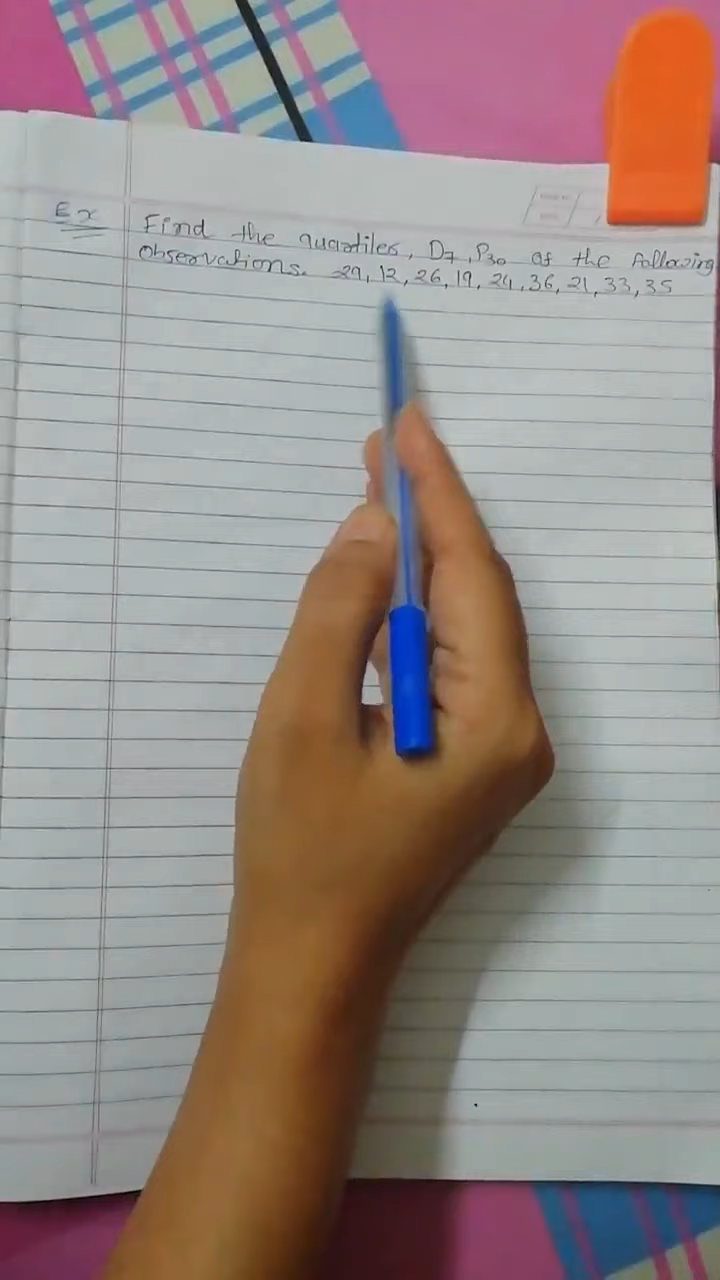 Ex Find the quartiles, D7, P30 of the following
observations. 29, 12, 26, 19, 24, 36, 21, 33, 35